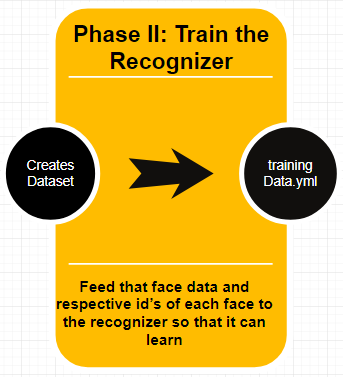 Phase II: Train the
Recognizer
Creates
Dataset
training
Data.yml
Feed that face data and
respective id's of each face to
the recognizer so that it can
learn